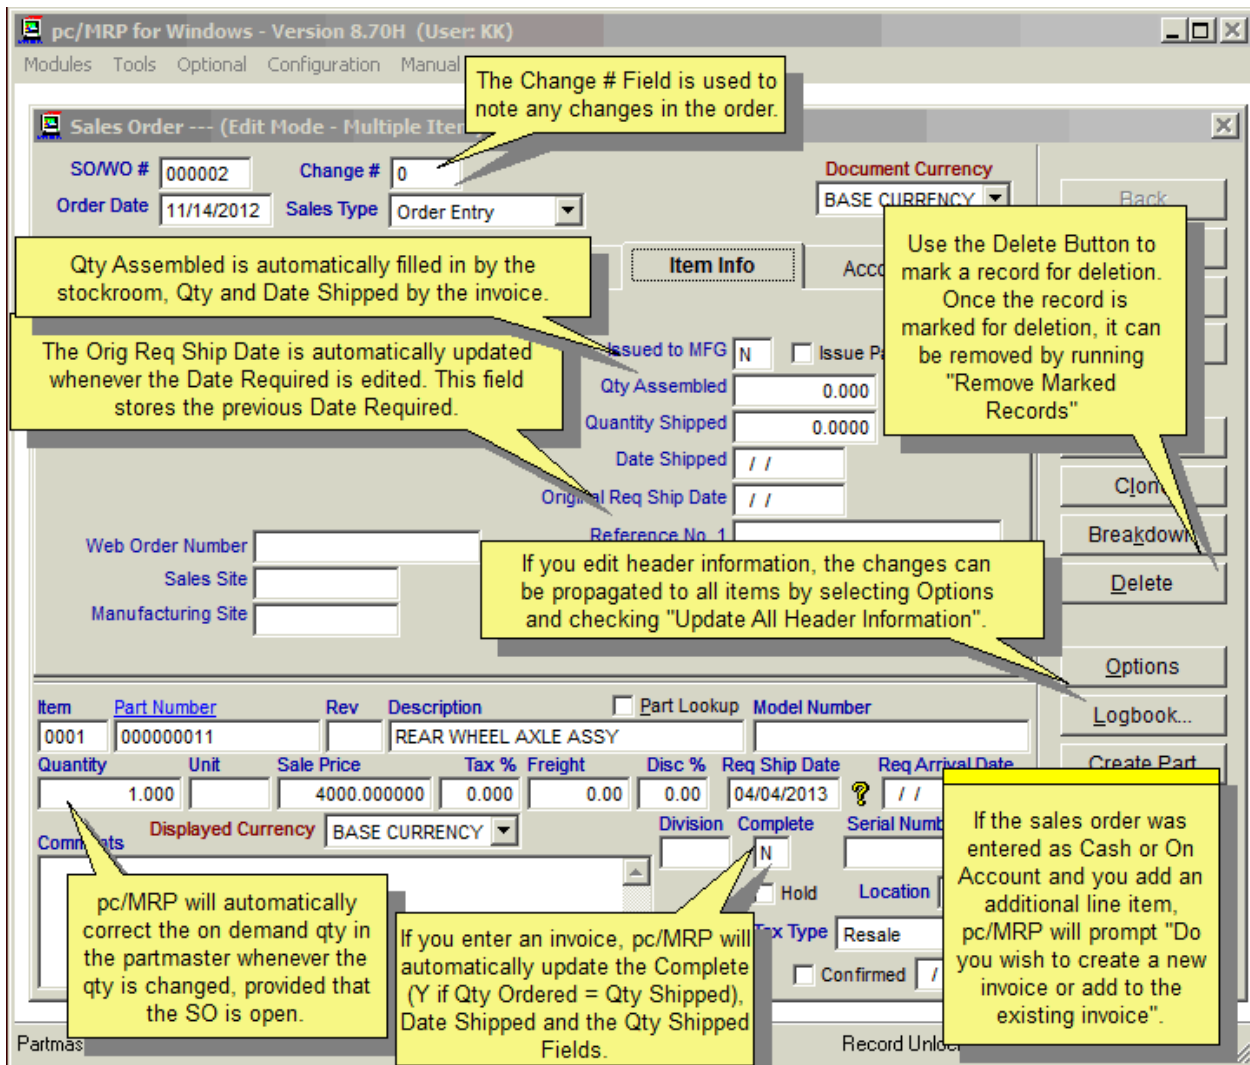 pc/MRP for Windows - Version 8.70H (User: KK)
Modules Tools Optional Configuration Manual
The Change # Field is used to
note any changes in the order.
Sales Order --- (Edit Mode - Multiple
SO/WO # 000002 Change # 0
Document Currency
Order Date 11/14/2012 Sales Type Order Entry BASE CURRENCY
Back
Use the Delete Button to
mark a record for deletion.
Once the record is
marked for deletion, it can
be removed by running
"Remove Marked
Records"
Qty Assembled is automatically filled in by the
stockroom, Qty and Date Shipped by the invoice.
Item Info
The Orig Req Ship Date is automatically updated
whenever the Date Required is edited. This field
stores the previous Date Required.
Issued to MFG N Issue
Qty Assembled 0.000
Quantity Shipped 0.0000
Date Shipped / /
Original Req Ship Date / /
Reference No. 1
Clone
Web Order Number
Breakdown
Sales Site
Delete
Manufacturing Site
If you edit header information, the changes can
be propagated to all items by selecting Options
and checking "Update All Header Information".
Options
Logbook...
Create Part
Item Part Number Rev Description Part Lookup Model Number
0001 000000011 REAR WHEEL AXLE ASSY
Quantity Unit Sale Price Tax % Freight Disc % Req Ship Date Req Arrival Date
1.000 4000.000000 0.000 0.00 0.00 04/04/2013 ? / /
Displayed Currency BASE CURRENCY Division Complete Serial
Comments N
Hold Location
Tax Type Resale
Confirmed /
pc/MRP will automatically
correct the on demand qty in
the partmaster whenever the
qty is changed, provided that
the SO is open.
If you enter an invoice, pc/MRP will
automatically update the Complete
(Y if Qty Ordered = Qty Shipped),
Date Shipped and the Qty Shipped
Fields.
If the sales order was
entered as Cash or On
Account and you add an
additional line item,
pc/MRP will prompt "Do
you wish to create a new
invoice or add to the
existing invoice".
Record